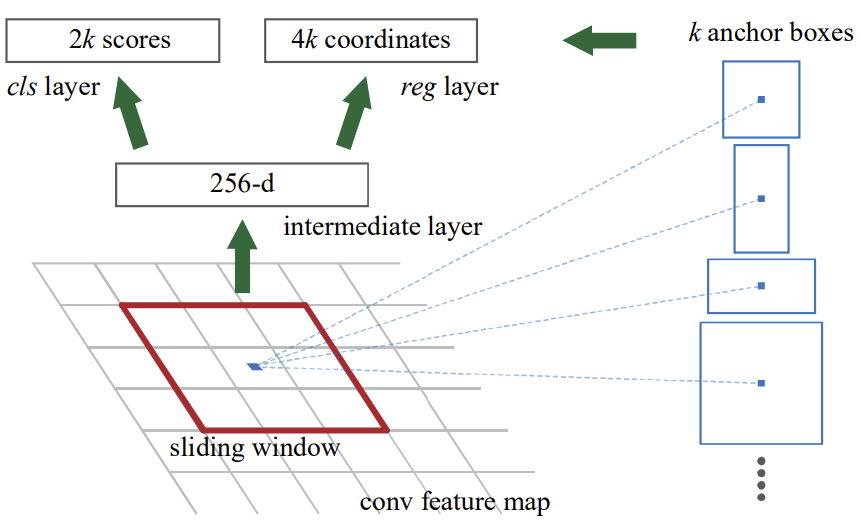 2k scores
4k coordinates
k anchor boxes
cls layer
reg layer
256-d
intermediate layer
sliding window
conv feature map